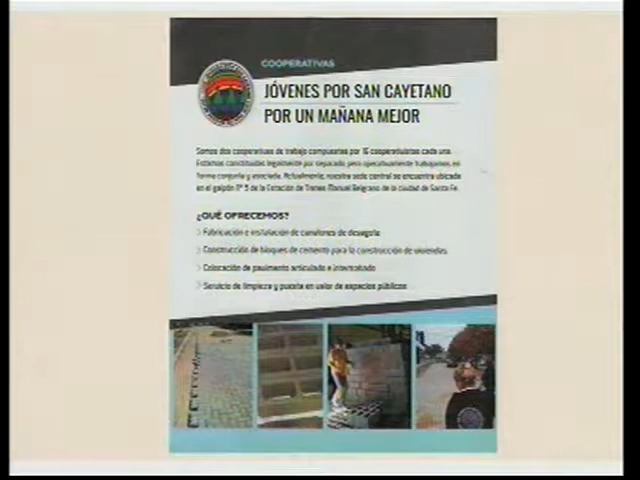 COOPERATIVAS
JÓVENES POR SAN CAYETANO
POR UN MAÑANA MEJOR
Somos dos cooperativas de trabajo compuestas por 16 cooperativistas cada una.
Estamos constituidas legalmente por separado, pero operativamente trabajamos en
forma conjunta y asociada. Actualmente, nuestra sede central se encuentra ubicada
en el galpón Nº 5 de la Estación de Trenes Manuel Belgrano de la ciudad de Santa Fe.
¿QUÉ OFRECEMOS?
Fabricación e instalación de canalones de desagote
Construcción de bloques de cemento para la construcción de viviendas
Colocación de pavimento articulado e intertrabado
Servicio de limpieza y puesta en valor de espacios públicos